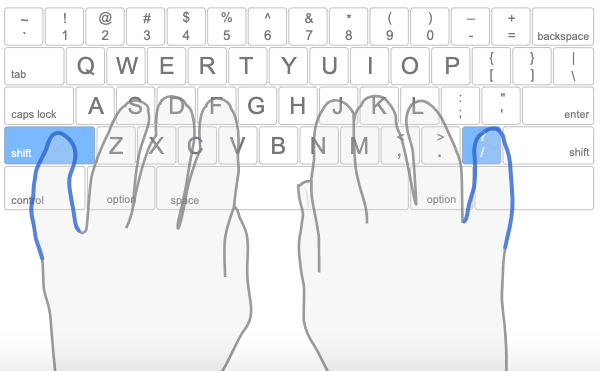 ~ ! @ # $ % ^ & * ( ) – +
` 1 2 3 4 5 6 7 8 9 0 - = backspace
tab Q W E R T Y U I O P { [ } ] | \
caps lock A S D F G H J K L : ; " ' enter
shift Z X C V B N M < , > . ? / shift
control option space option